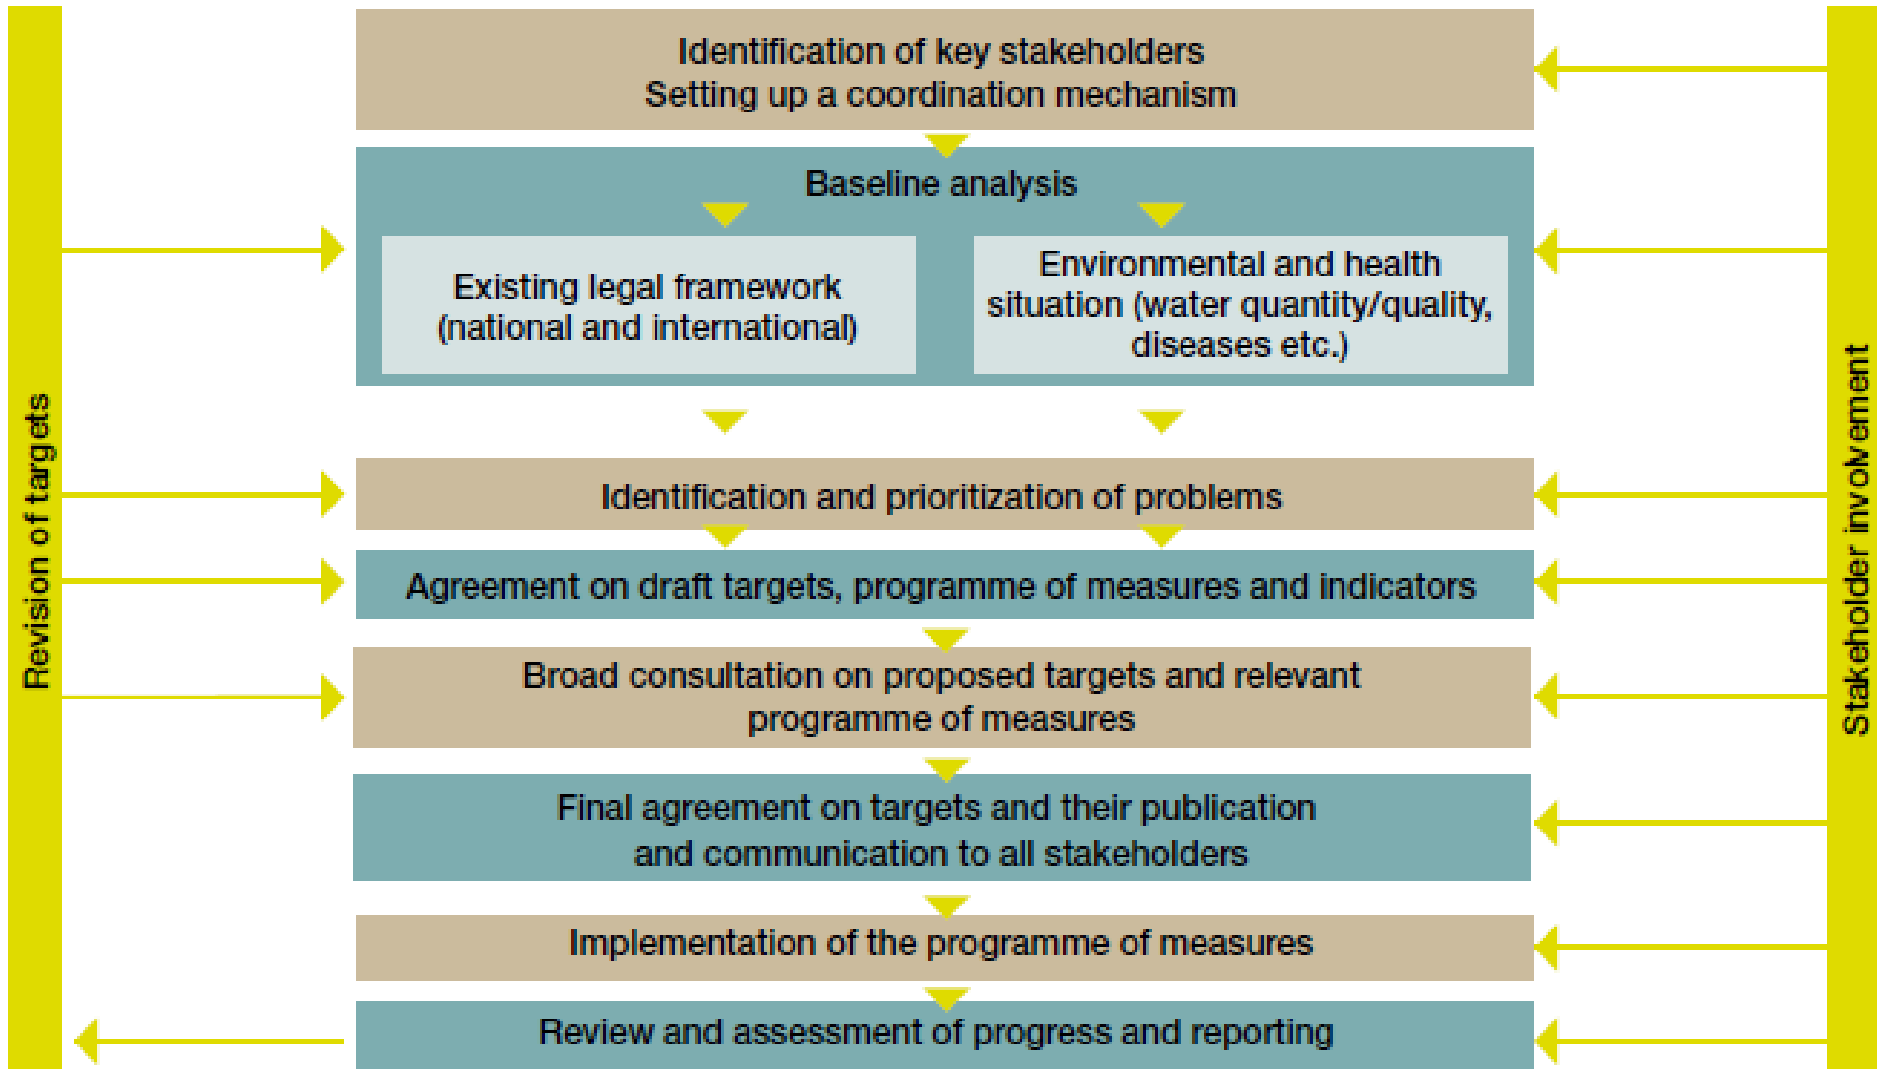 Identification of key stakeholders
Setting up a coordination mechanism
Baseline analysis
Existing legal framework
(national and international)
Environmental and health
situation (water quantity/quality,
diseases etc.)
Identification and prioritization of problems
Agreement on draft targets, programme of measures and indicators
Broad consultation on proposed targets and relevant
programme of measures
Final agreement on targets and their publication
and communication to all stakeholders
Implementation of the programme of measures
Review and assessment of progress and reporting
Revision of targets
Stakeholder involvement